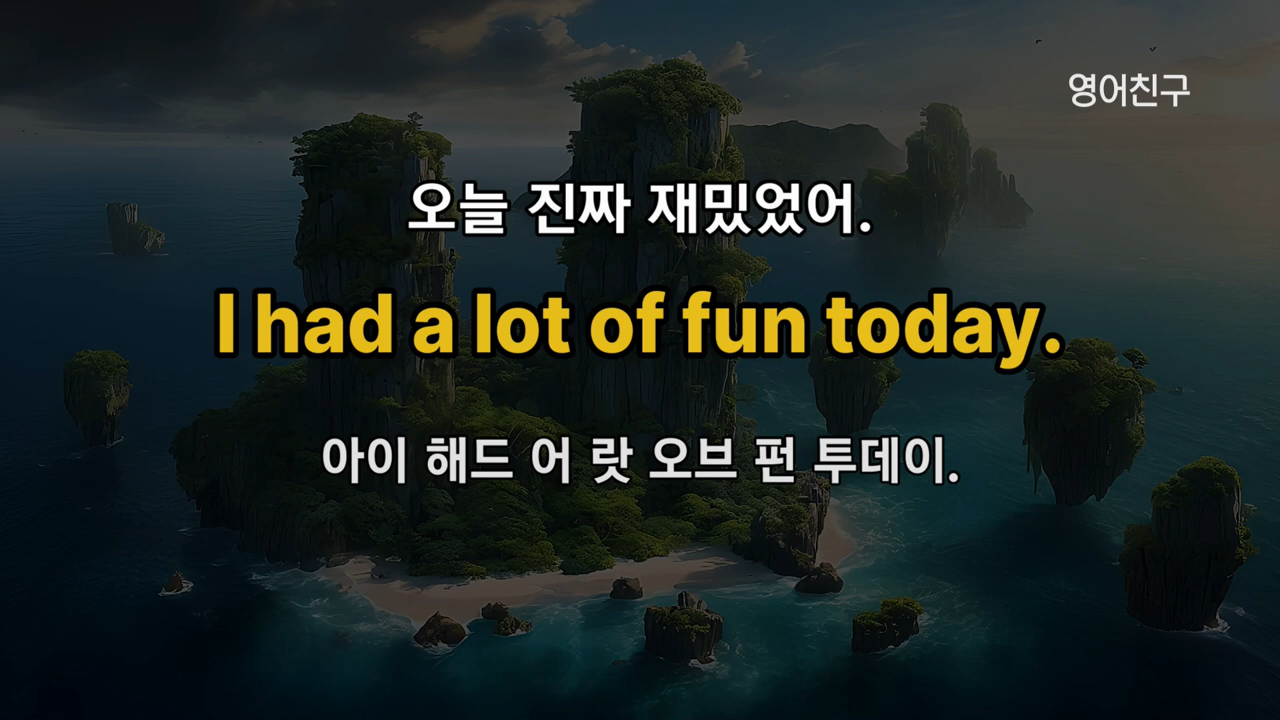 영어친구
오늘 진짜 재밌었어.
I had a lot of fun today.
아이 해드 어 랏 오브 펀 투데이.